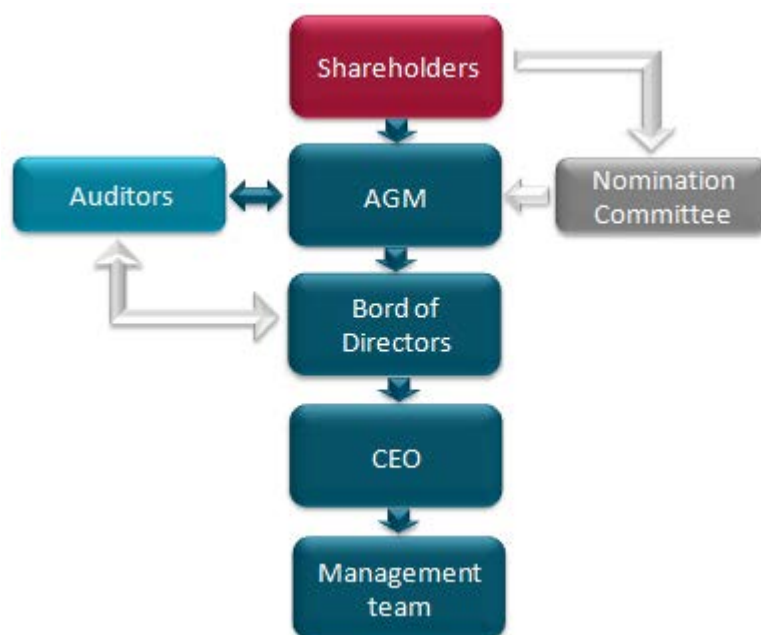 Shareholders
Auditors
AGM
Nomination
Committee
Bord of
Directors
CEO
Management
team